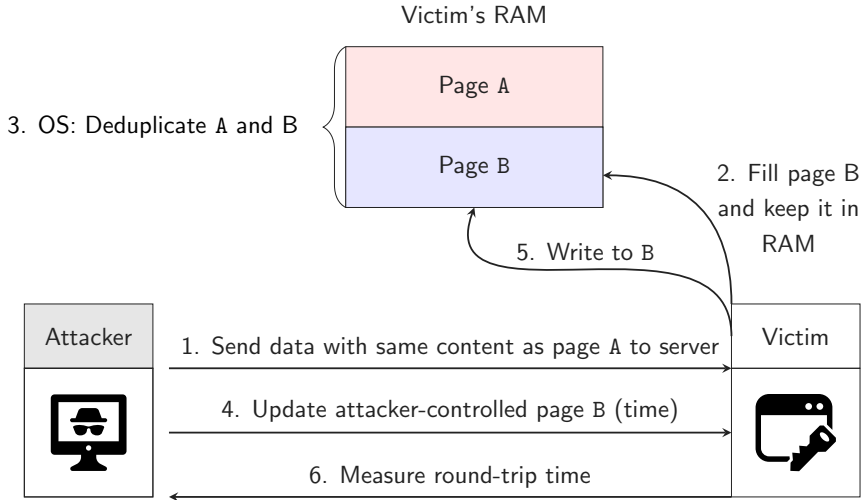 Victim's RAM
Page A
3. OS: Deduplicate A and B
Page B
2. Fill page B
and keep it in
RAM
5. Write to B
Attacker
1. Send data with same content as page A to server
Victim
4. Update attacker-controlled page B (time)
6. Measure round-trip time